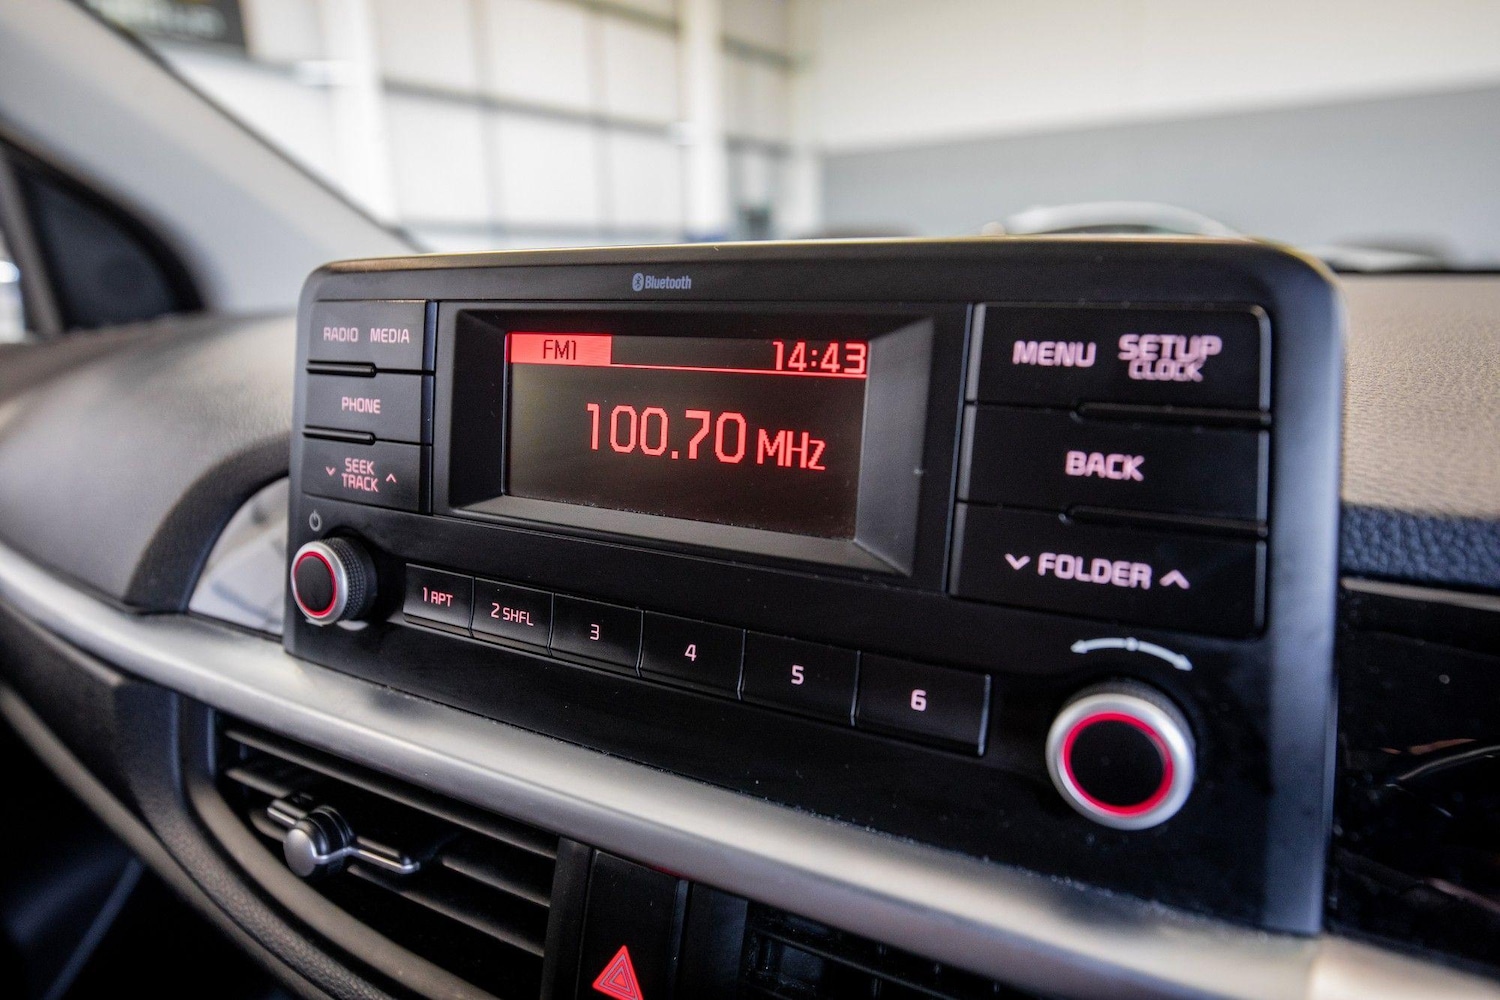 Bluetooth
RADIO MEDIA
PHONE
SEEK
TRACK
FM1 14:43
100.70 MHz
MENU SETUP
CLOCK
BACK
FOLDER
1 RPT
2 SHFL
3
4
5
6